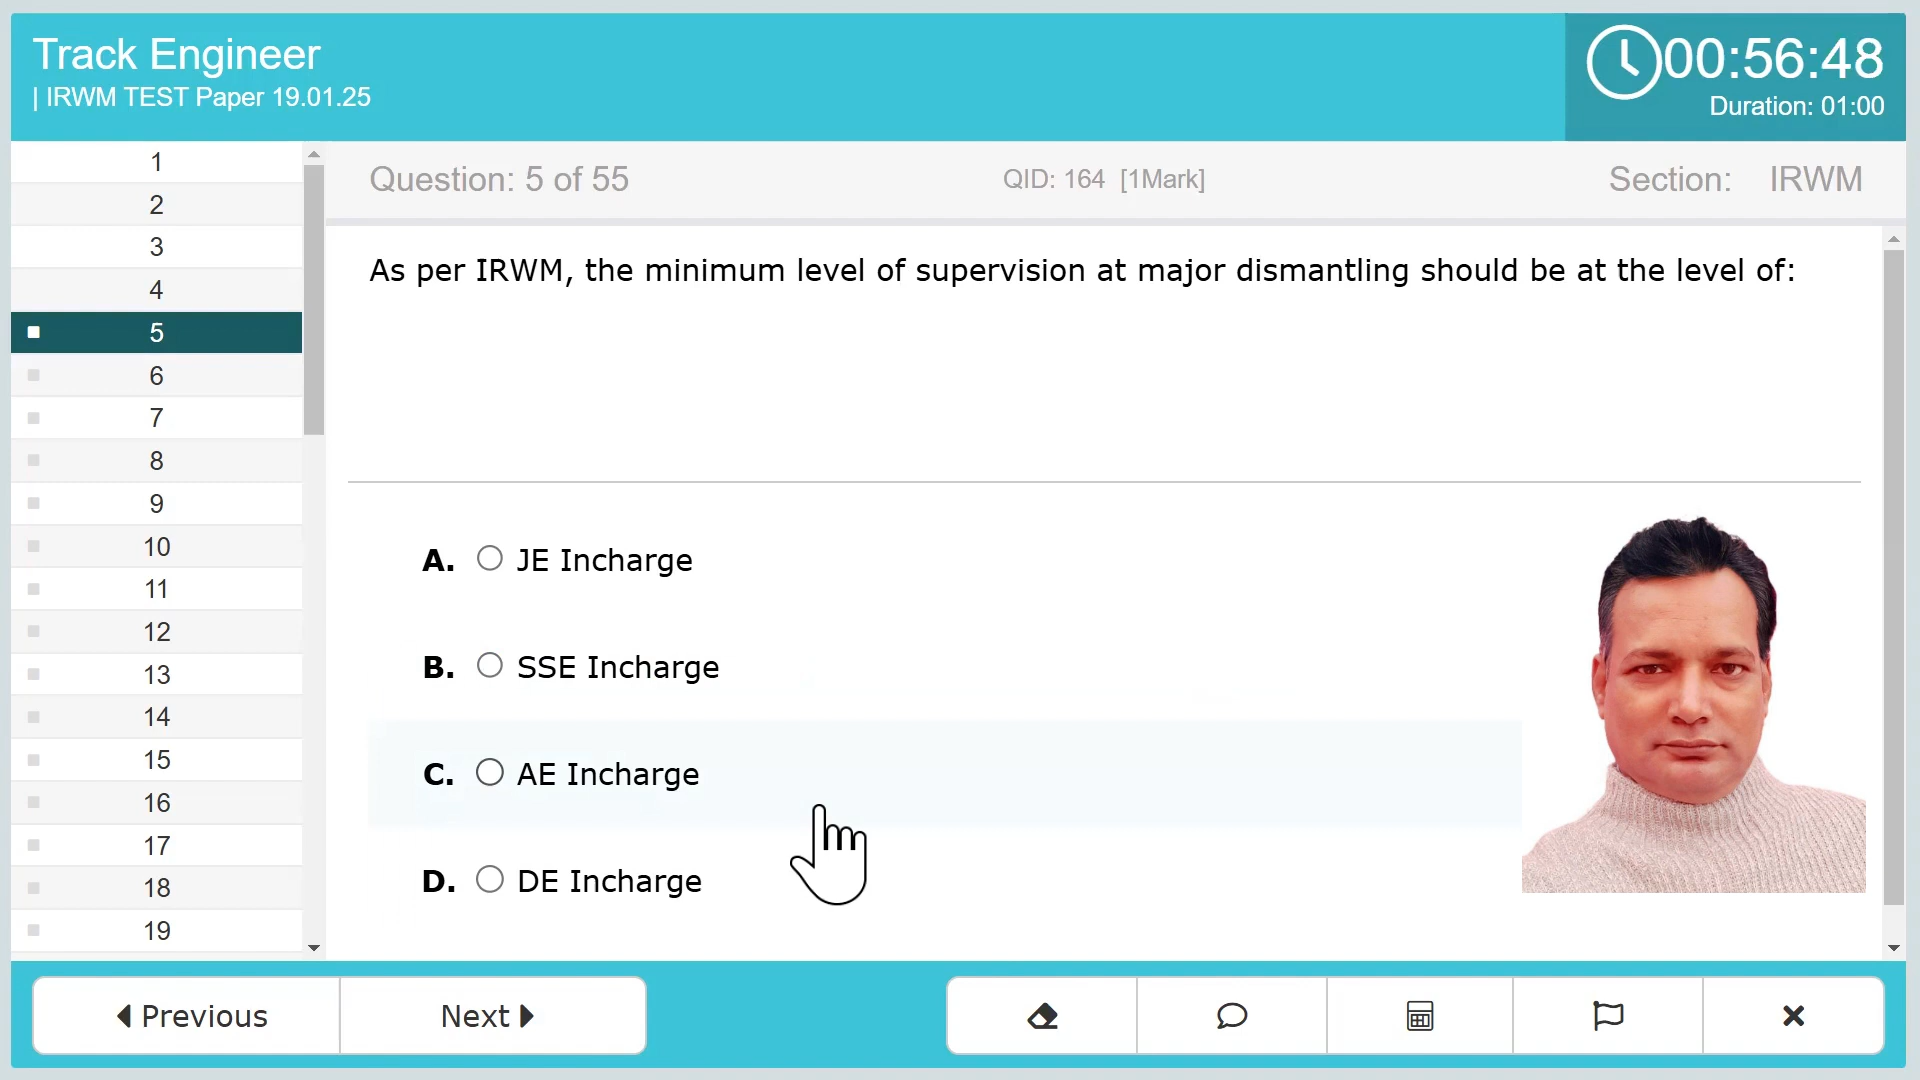 Track Engineer
| IRWM TEST Paper 19.01.25
00:56:48
Duration: 01:00
1
2
3
4
5
6
7
8
9
10
11
12
13
14
15
16
17
18
19
Question: 5 of 55
QID: 164 [1Mark]
Section: IRWM
As per IRWM, the minimum level of supervision at major dismantling should be at the level of:
A. JE Incharge
B. SSE Incharge
C. AE Incharge
D. DE Incharge
Previous
Next